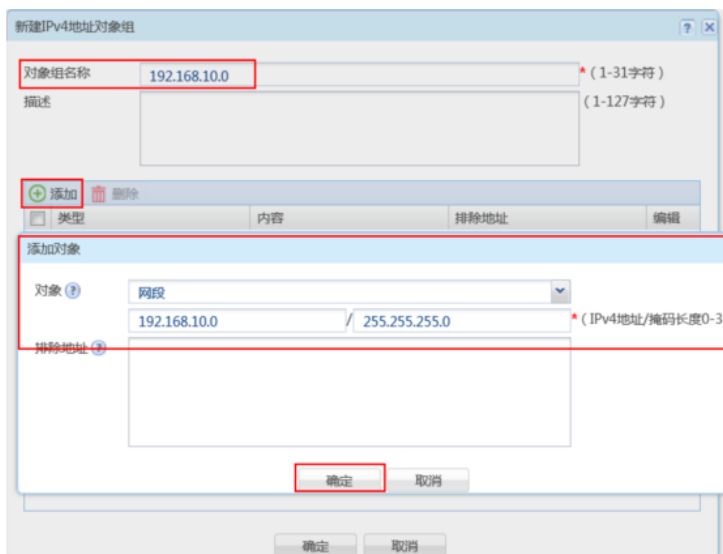 新建IPv4地址对象组
对象组名称 192.168.10.0 * (1-31字符)
描述 (1-127字符)
添加 删除
类型 内容 排除地址 编辑
添加对象
对象 网段
192.168.10.0 / 255.255.255.0 * (IPv4地址/掩码长度0-3
排除地址
确定 取消
确定 取消